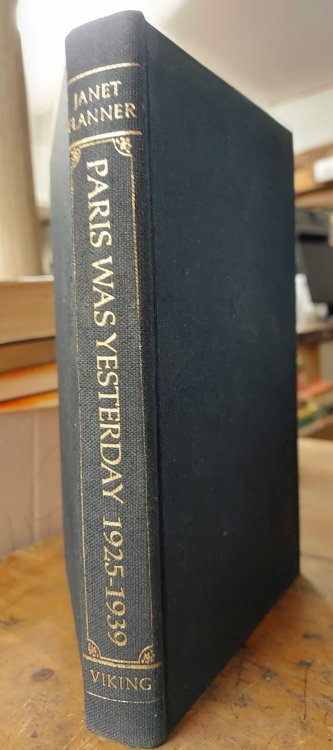 JANET
FLANNER
PARIS WAS YESTERDAY 1925-1939
VIKING